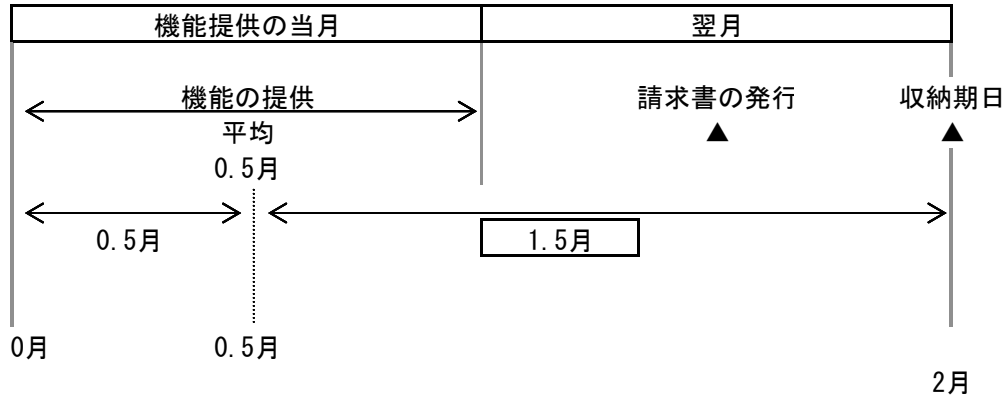 機能提供の当月 翌月
機能の提供 請求書の発行 収納期日
平均 ▲ ▲
0.5月
0.5月 1.5月
0月 0.5月
2月